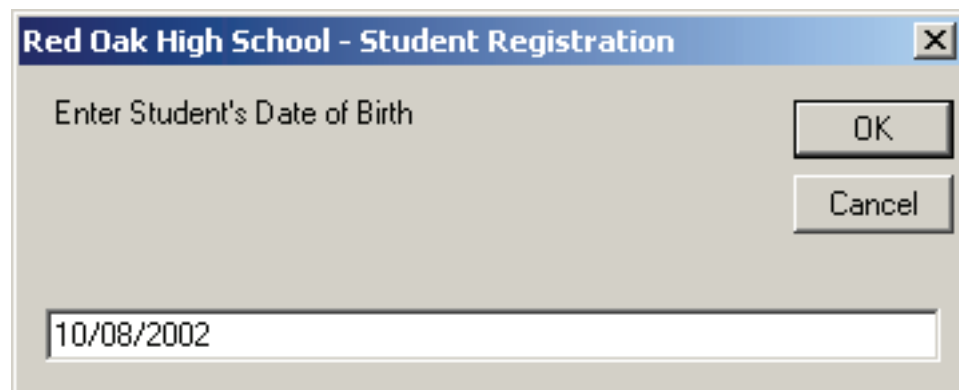 Red Oak High School - Student Registration
Enter Student's Date of Birth
OK
Cancel
10/08/2002